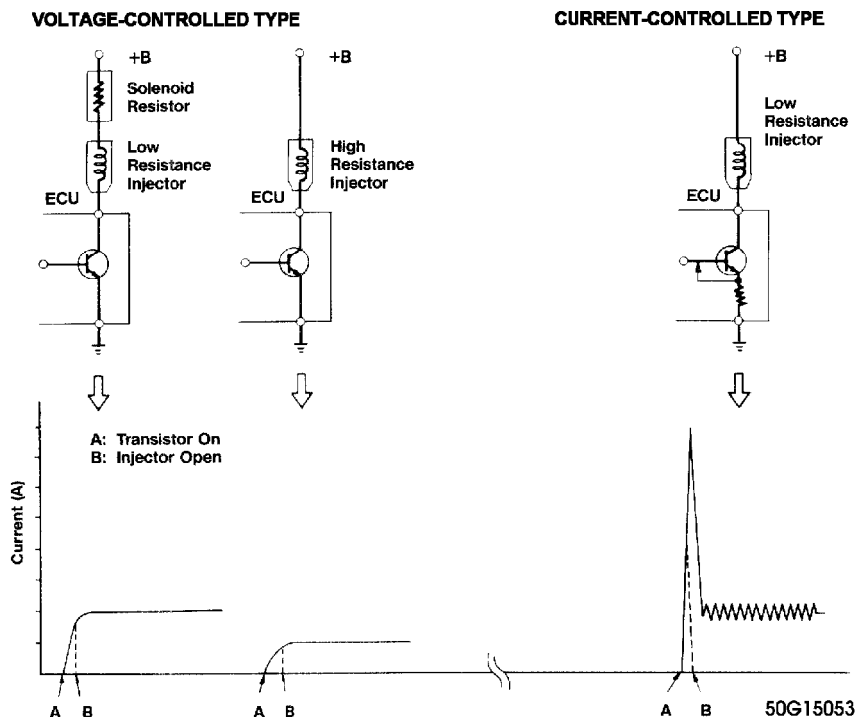 VOLTAGE-CONTROLLED TYPE
CURRENT-CONTROLLED TYPE
+B
Solenoid
Resistor
Low
Resistance
Injector
ECU
+B
High
Resistance
Injector
ECU
+B
Low
Resistance
Injector
ECU
A: Transistor On
B: Injector Open
Current (A)
A
B
A
B
A
B
50G15053